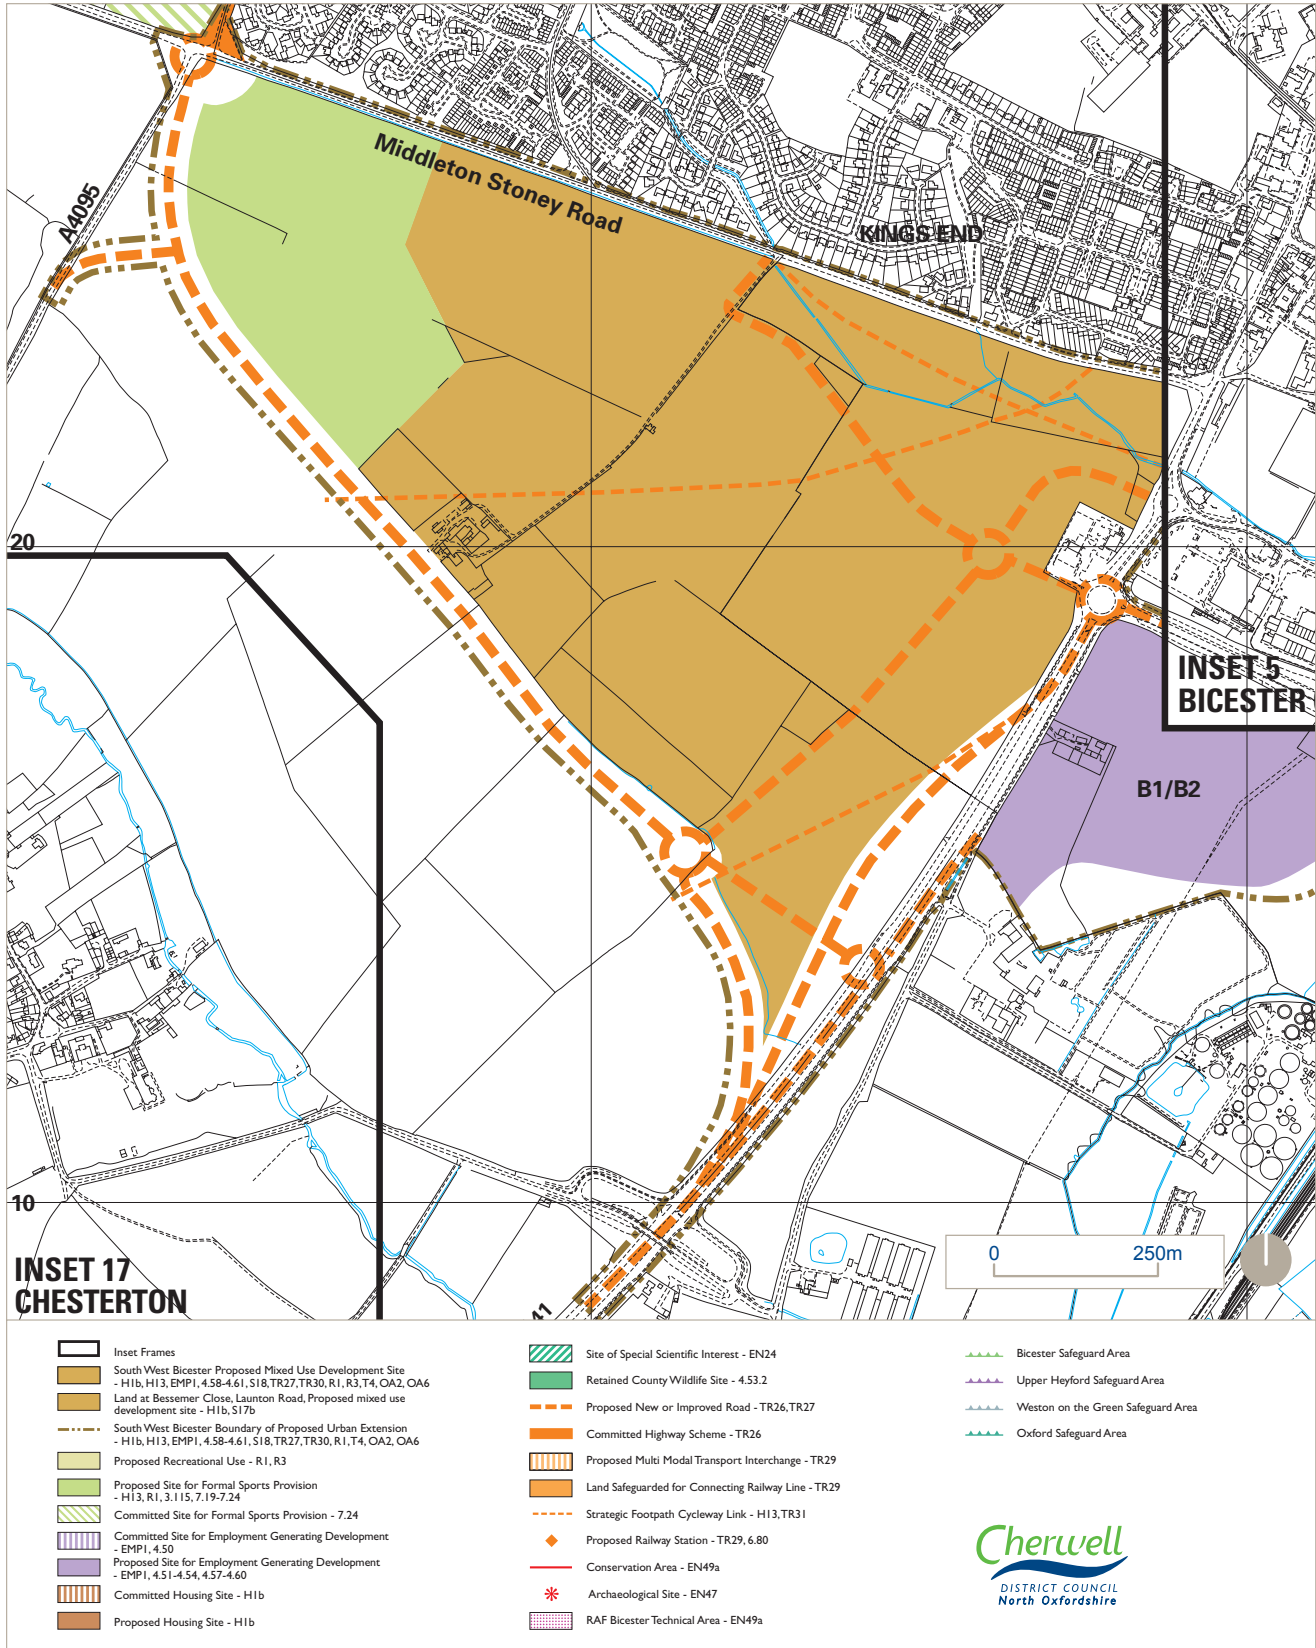 Middleton Stoney Road
A4095
KINGS END
20
INSET 5
BICESTER
B1/B2
10
INSET 17
CHESTERTON
41
0 250m
Inset Frames
South West Bicester Proposed Mixed Use Development Site
- H1b, H13, EMP1, 4.58-4.61, S18, TR27, TR30, R1, R3, T4, OA2, OA6
Land at Bessemer Close, Launton Road, Proposed mixed use
development site - H1b, S17b
South West Bicester Boundary of Proposed Urban Extension
- H1b, H13, EMP1, 4.58-4.61, S18, TR27, TR30, R1, T4, OA2, OA6
Proposed Recreational Use - R1, R3
Proposed Site for Formal Sports Provision
- H13, R1, 3.115, 7.19-7.24
Committed Site for Formal Sports Provision - 7.24
Committed Site for Employment Generating Development
- EMP1, 4.50
Proposed Site for Employment Generating Development
- EMP1, 4.51-4.54, 4.57-4.60
Committed Housing Site - H1b
Proposed Housing Site - H1b
Site of Special Scientific Interest - EN24
Retained County Wildlife Site - 4.53.2
Proposed New or Improved Road - TR26, TR27
Committed Highway Scheme - TR26
Proposed Multi Modal Transport Interchange - TR29
Land Safeguarded for Connecting Railway Line - TR29
Strategic Footpath Cycleway Link - H13, TR31
Proposed Railway Station - TR29, 6.80
Conservation Area - EN49a
Archaeological Site - EN47
RAF Bicester Technical Area - EN49a
Bicester Safeguard Area
Upper Heyford Safeguard Area
Weston on the Green Safeguard Area
Oxford Safeguard Area
Cherwell
DISTRICT COUNCIL
North Oxfordshire